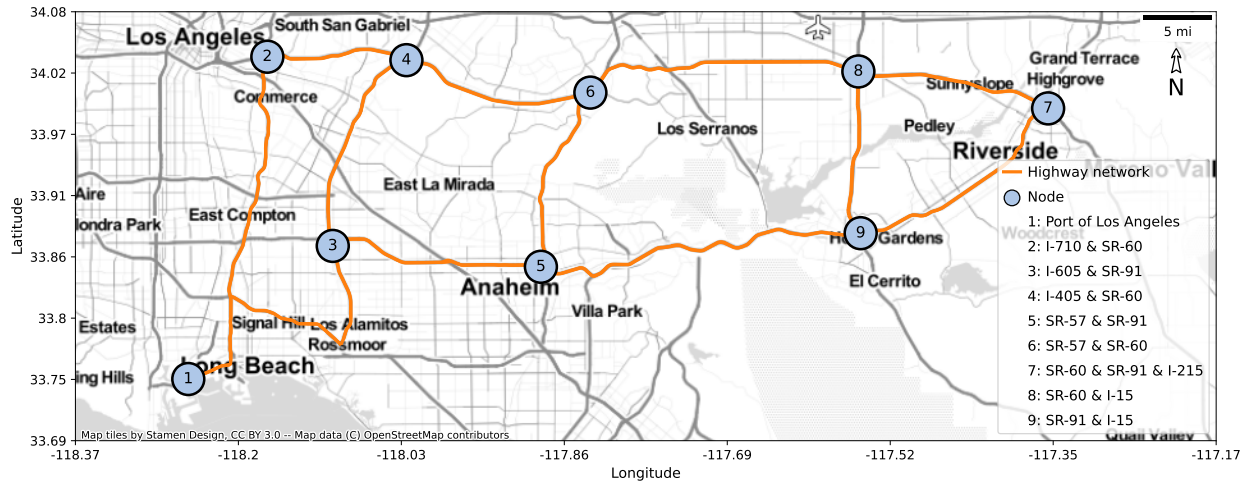 34.08
34.02
33.97
33.91
33.86
33.8
33.75
33.69
Latitude
-118.37
-118.2
-118.03
-117.86
-117.69
-117.52
-117.35
-117.17
Longitude
Los Angeles
South San Gabriel
Commerce
Aire
londra Park
East Compton
East La Mirada
Los Serranos
Estates
Signal Hill
Los Alamitos
Rossmoor
ing Hills
Long Beach
Anaheim
Villa Park
Gardens
El Cerrito
Sunnyslope
Grand Terrace
Highgrove
Pedley
Riverside
Moreno Vall
Woodcrest
Quail Valley
1
2
3
4
5
6
7
8
9
5 mi
N
Highway network
Node
1: Port of Los Angeles
2: I-710 & SR-60
3: I-605 & SR-91
4: I-405 & SR-60
5: SR-57 & SR-91
6: SR-57 & SR-60
7: SR-60 & SR-91 & I-215
8: SR-60 & I-15
9: SR-91 & I-15
Map tiles by Stamen Design, CC BY 3.0 -- Map data (C) OpenStreetMap contributors